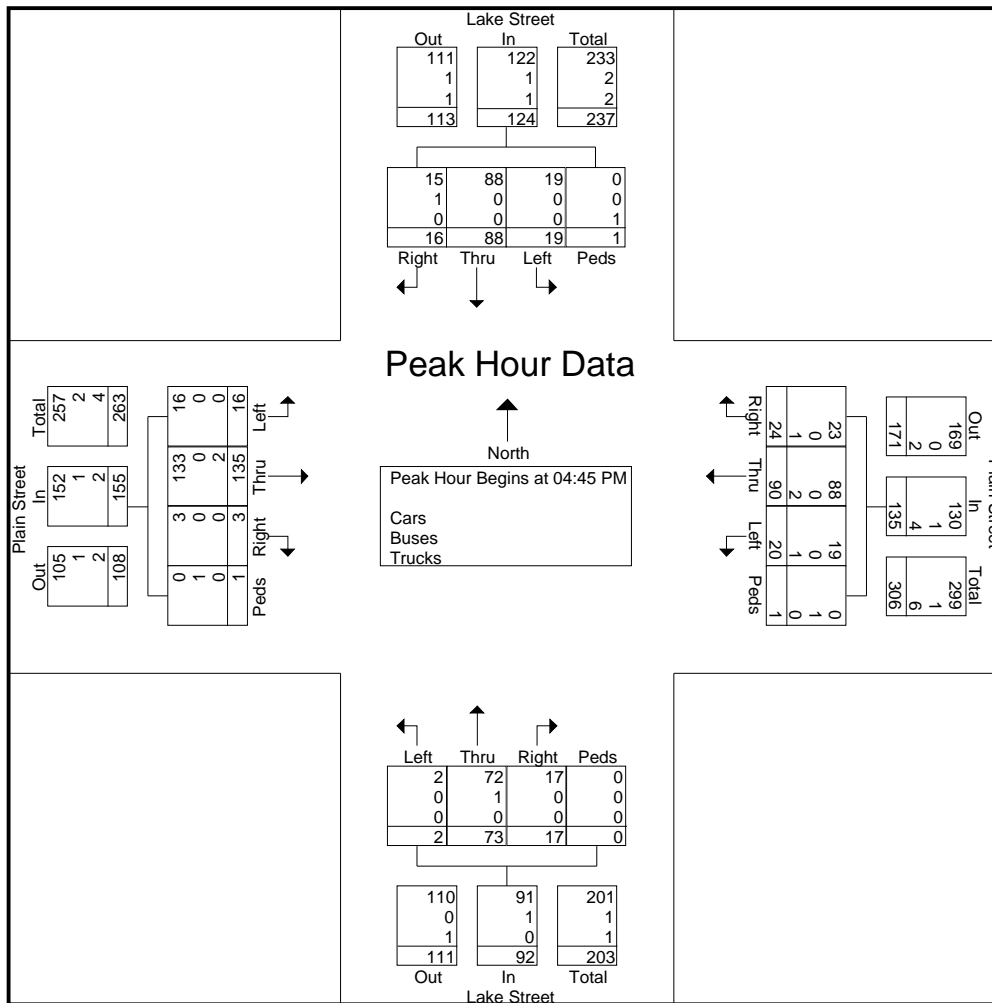 Lake Street
Out In Total
111 122 233
1 1 2
1 1 2
113 124 237
15 88 19 0
1 0 0 0
0 0 0 1
16 88 19 1
Right Thru Left Peds
Peak Hour Data
North
Peak Hour Begins at 04:45 PM
Cars
Buses
Trucks
Plain Street
Out In Total
105 152 257
1 1 2
2 2 4
108 155 263
Peds Right Thru Left
0 3 133 16
1 0 0 0
0 0 2 0
1 3 135 16
Right Thru Left Peds
23 88 19 0
0 0 0 1
1 2 1 0
24 90 20 1
Out In Total
169 130 299
0 1 1
2 4 6
171 135 306
Plain Street
Left Thru Right Peds
2 72 17 0
0 1 0 0
0 0 0 0
2 73 17 0
110 91 201
0 1 1
1 0 1
111 92 203
Out In Total
Lake Street